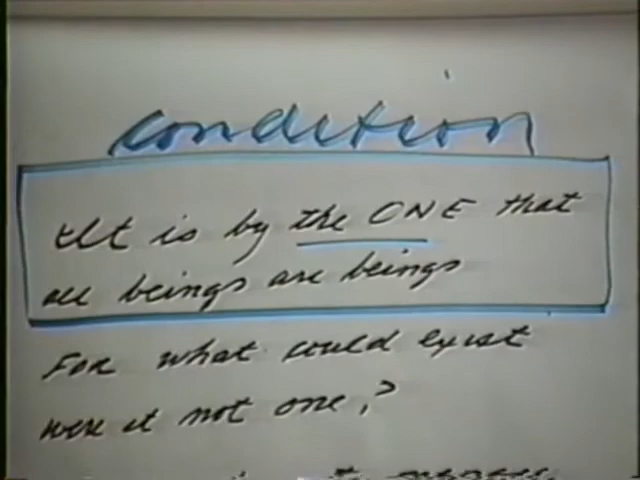 condition
It is by the ONE that
all beings are beings
For what could exist
were it not one,?